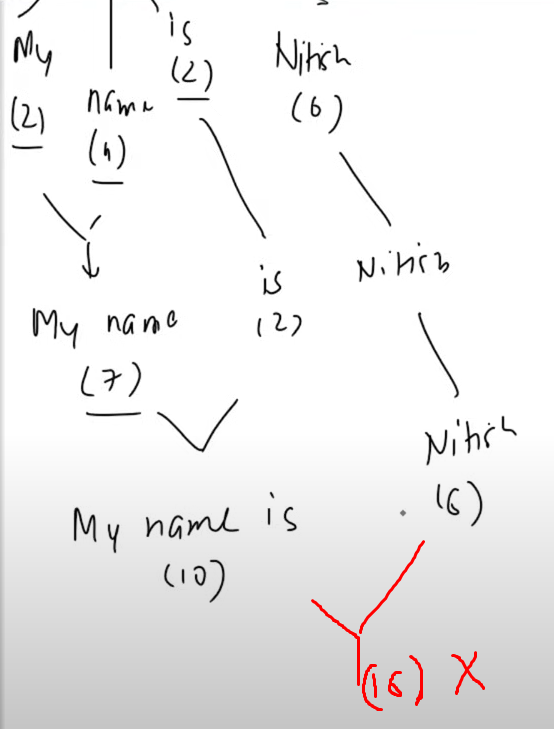 My name is Nitish
(2) (4) (2) (6)
My name is Nitish
(7) (2)
My name is Nitish
(10) (6)
(16) X